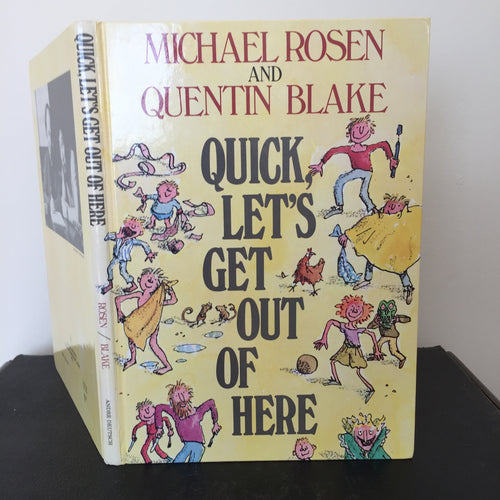 MICHAEL ROSEN
AND
QUENTIN BLAKE
QUICK,
LET'S
GET
OUT
OF
HERE
QUICK, LET'S GET OUT OF HERE
ROSEN / BLAKE
ANDRE DEUTSCH